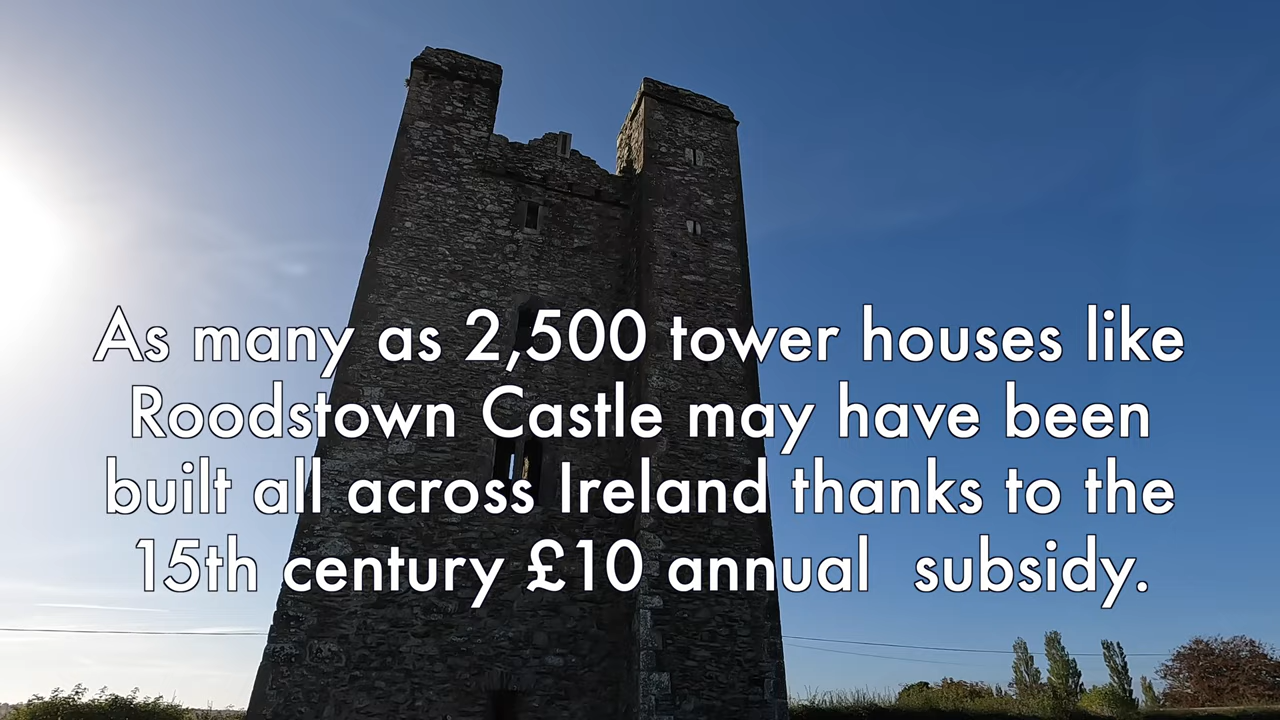 As many as 2,500 tower houses like
Roodstown Castle may have been
built all across Ireland thanks to the
15th century £10 annual  subsidy.